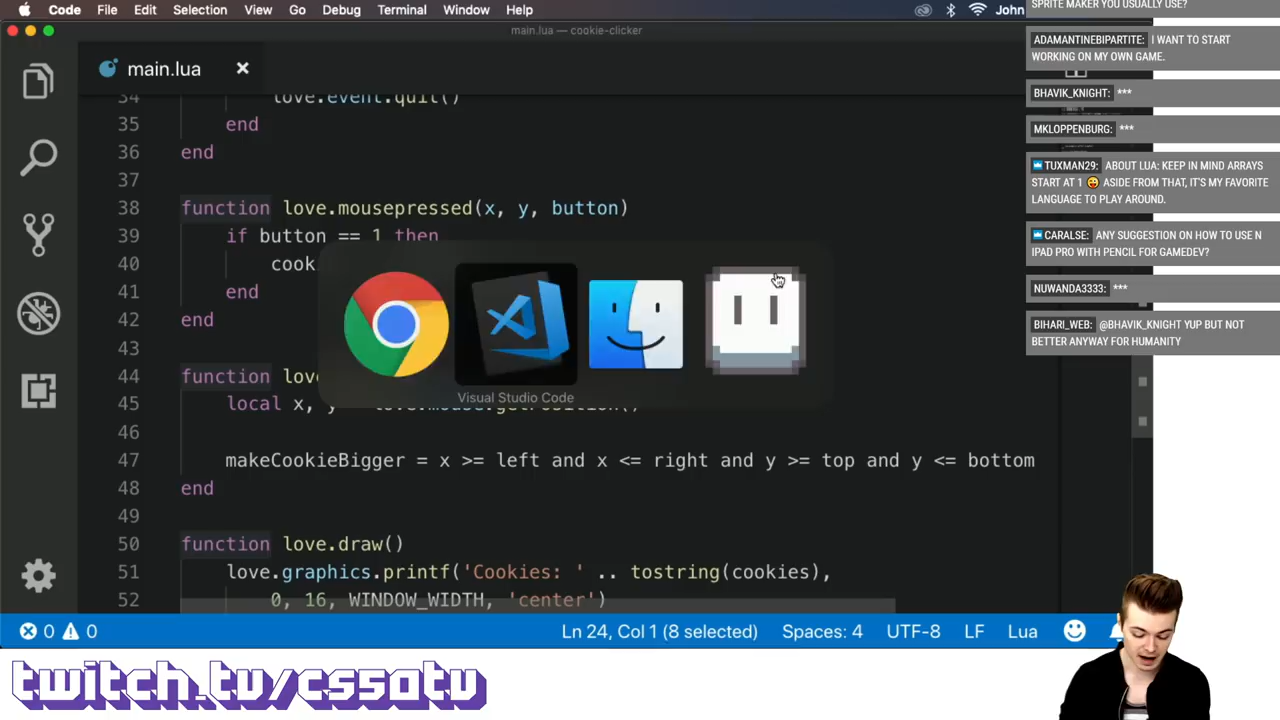 Code File Edit Selection View Go Debug Terminal Window Help John
main.lua — cookie-clicker
main.lua
34 love.event.quit()
35 end
36 end
37
38 function love.mousepressed(x, y, button)
39 if button == 1 then
40 cook
41 end
42 end
43
44 function lov
45 local x, y = love.mouse.getPosition()
46
47 makeCookieBigger = x >= left and x <= right and y >= top and y <= bottom
48 end
49
50 function love.draw()
51 love.graphics.printf('Cookies: ' .. tostring(cookies),
52 0, 16, WINDOW_WIDTH, 'center')
Visual Studio Code
0 0 Ln 24, Col 1 (8 selected) Spaces: 4 UTF-8 LF Lua
SPRITE MAKER YOU USUALLY USE?
ADAMANTINEBIPARTITE: I WANT TO START
WORKING ON MY OWN GAME.
BHAVIK_KNIGHT: ***
MKLOPPENBURG: ***
TUXMAN29: ABOUT LUA: KEEP IN MIND ARRAYS
START AT 1 😛 ASIDE FROM THAT, IT'S MY FAVORITE
LANGUAGE TO PLAY AROUND.
CARALSE: ANY SUGGESTION ON HOW TO USE N
IPAD PRO WITH PENCIL FOR GAMEDEV?
NUWANDA3333: ***
BIHARI_WEB: @BHAVIK_KNIGHT YUP BUT NOT
BETTER ANYWAY FOR HUMANITY
twitch.tv/cs50tv